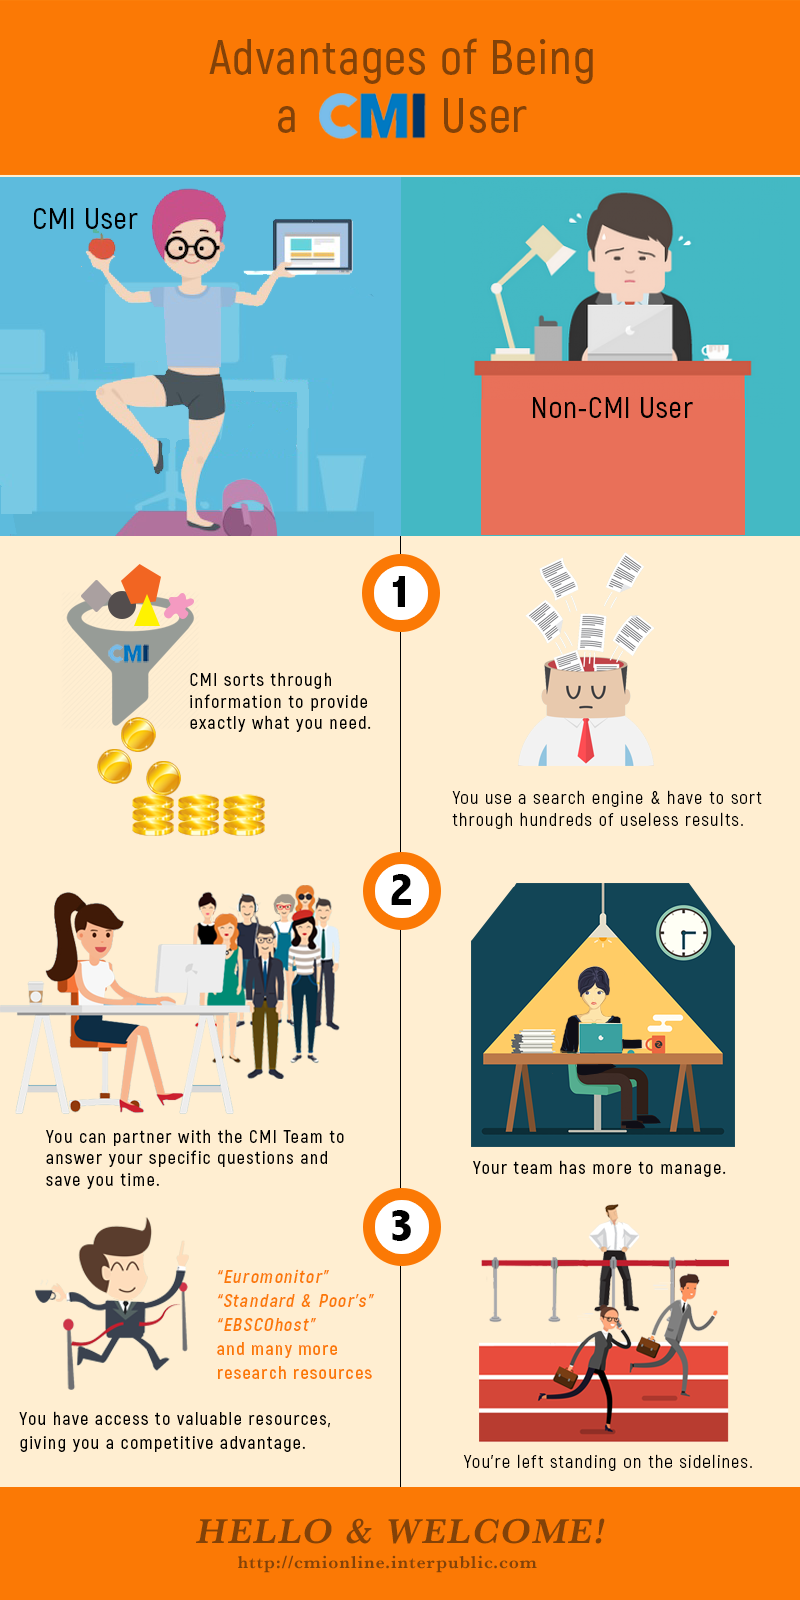 Advantages of Being
a CMI User
CMI User
Non-CMI User
1
CMI
CMI sorts through
information to provide
exactly what you need.
You use a search engine & have to sort
through hundreds of useless results.
2
You can partner with the CMI Team to
answer your specific questions and
save you time.
Your team has more to manage.
3
“Euromonitor”
“Standard & Poor’s”
“EBSCOhost”
and many more
research resources
You have access to valuable resources,
giving you a competitive advantage.
You’re left standing on the sidelines.
HELLO & WELCOME!
http://cmionline.interpublic.com